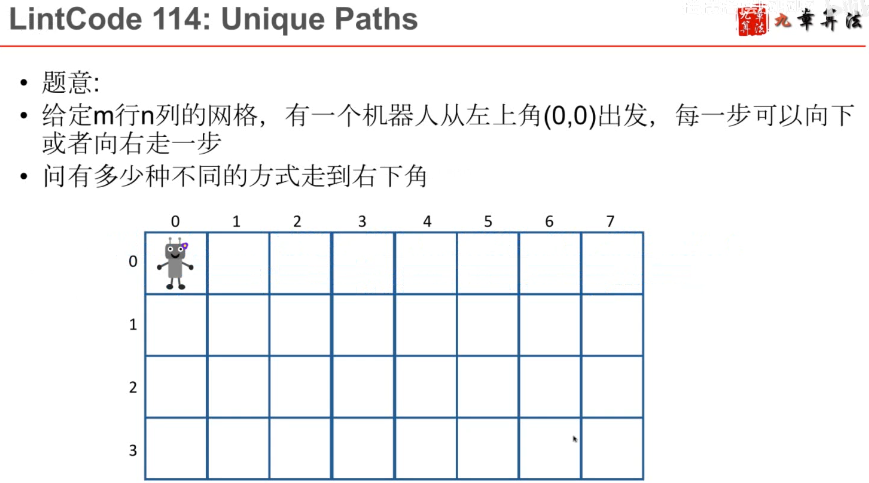 LintCode 114: Unique Paths
九章算法
• 题意:
• 给定m行n列的网格，有一个机器人从左上角(0,0)出发，每一步可以向下
或者向右走一步
• 问有多少种不同的方式走到右下角
0 1 2 3 4 5 6 7
0
1
2
3